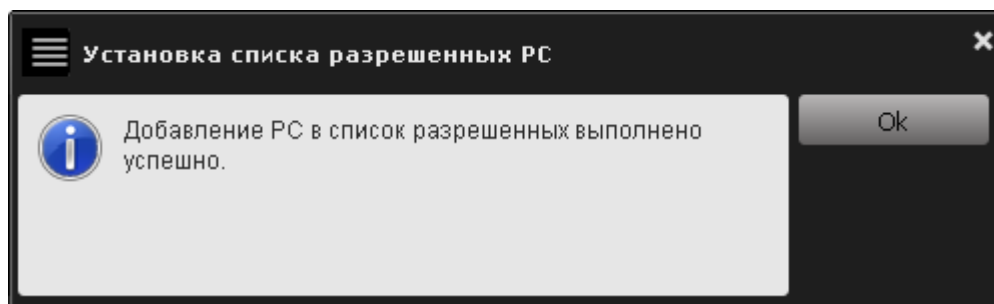 Установка списка разрешенных РС
Добавление РС в список разрешенных выполнено
успешно.
Ok